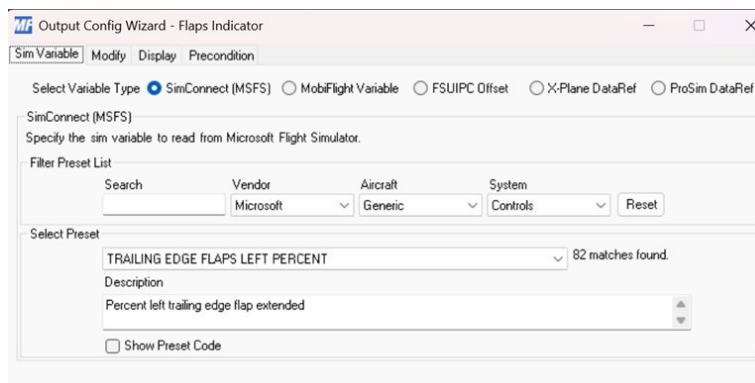 MF Output Config Wizard - Flaps Indicator
Sim Variable Modify Display Precondition
Select Variable Type SimConnect (MSFS) MobiFlight Variable FSUIPC Offset X-Plane DataRef ProSim DataRef
SimConnect (MSFS)
Specify the sim variable to read from Microsoft Flight Simulator.
Filter Preset List
Search Vendor Aircraft System
Microsoft Generic Controls Reset
Select Preset
TRAILING EDGE FLAPS LEFT PERCENT 82 matches found.
Description
Percent left trailing edge flap extended
Show Preset Code